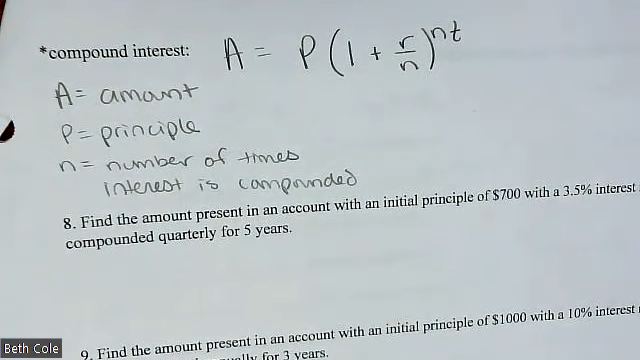 *compound interest: A = P(1 + r/n)^nt
A= amount
P= principle
n= number of times
interest is compounded
8. Find the amount present in an account with an initial principle of $700 with a 3.5% interest
compounded quarterly for 5 years.
9. Find the amount present in an account with an initial principle of $1000 with a 10% interest
for 3 years.
Beth Cole